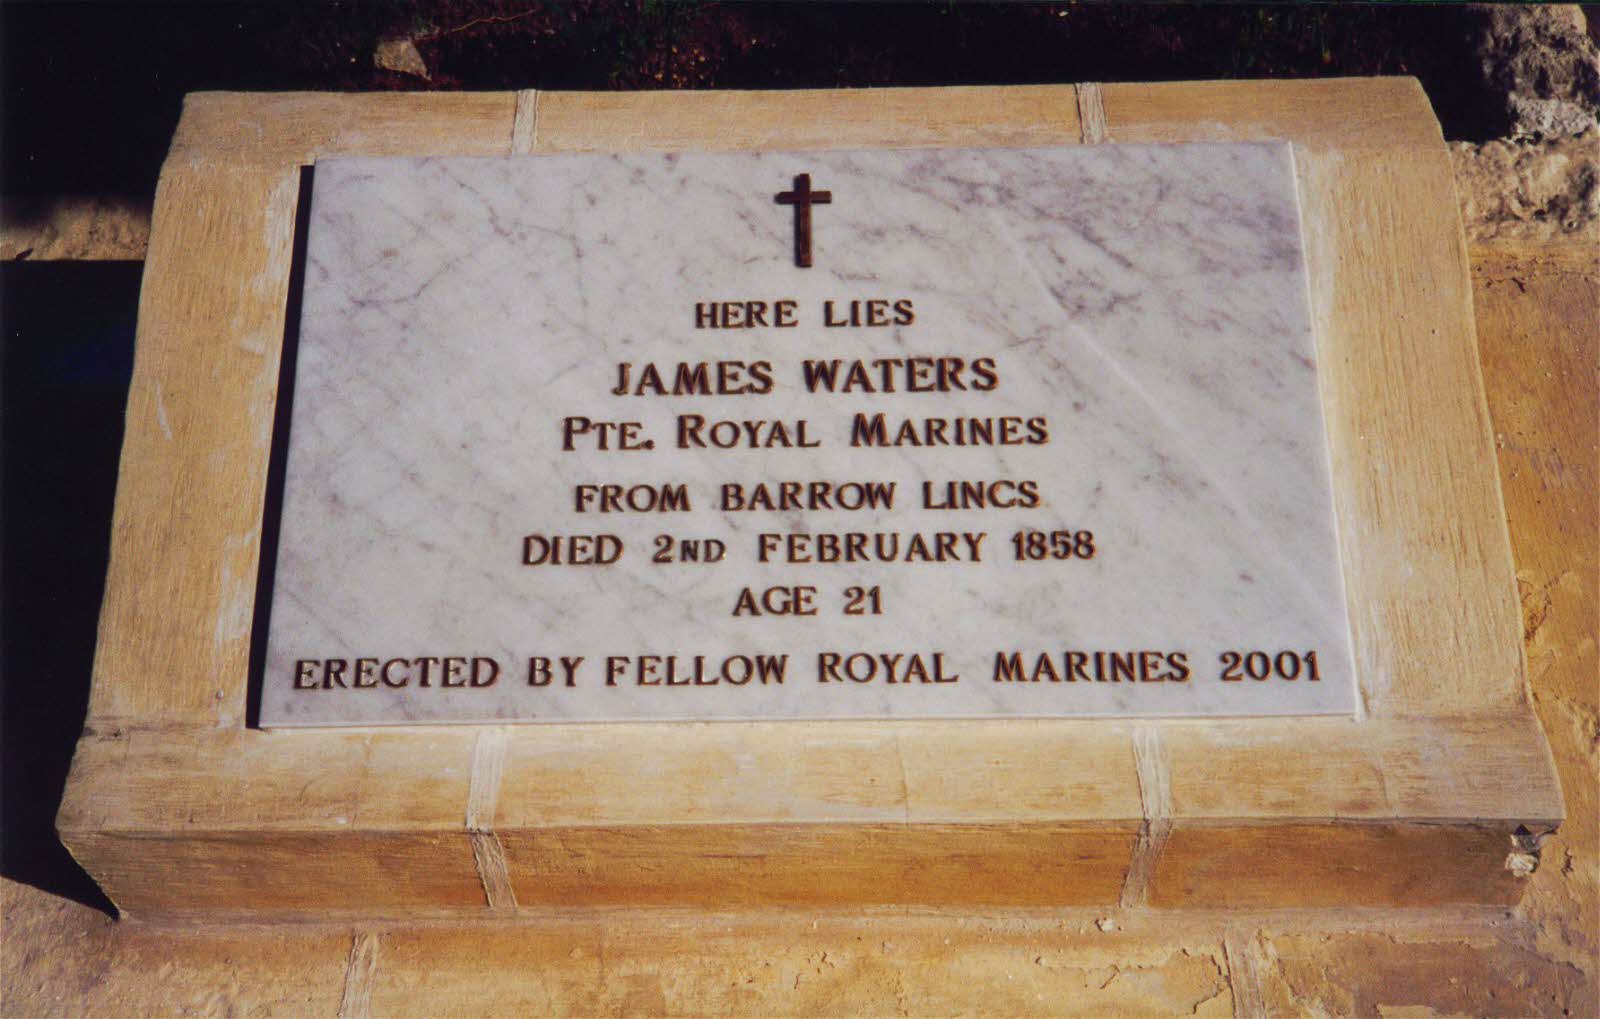 HERE LIES
JAMES WATERS
PTE. ROYAL MARINES
FROM BARROW LINCS
DIED 2ND FEBRUARY 1858
AGE 21
ERECTED BY FELLOW ROYAL MARINES 2001